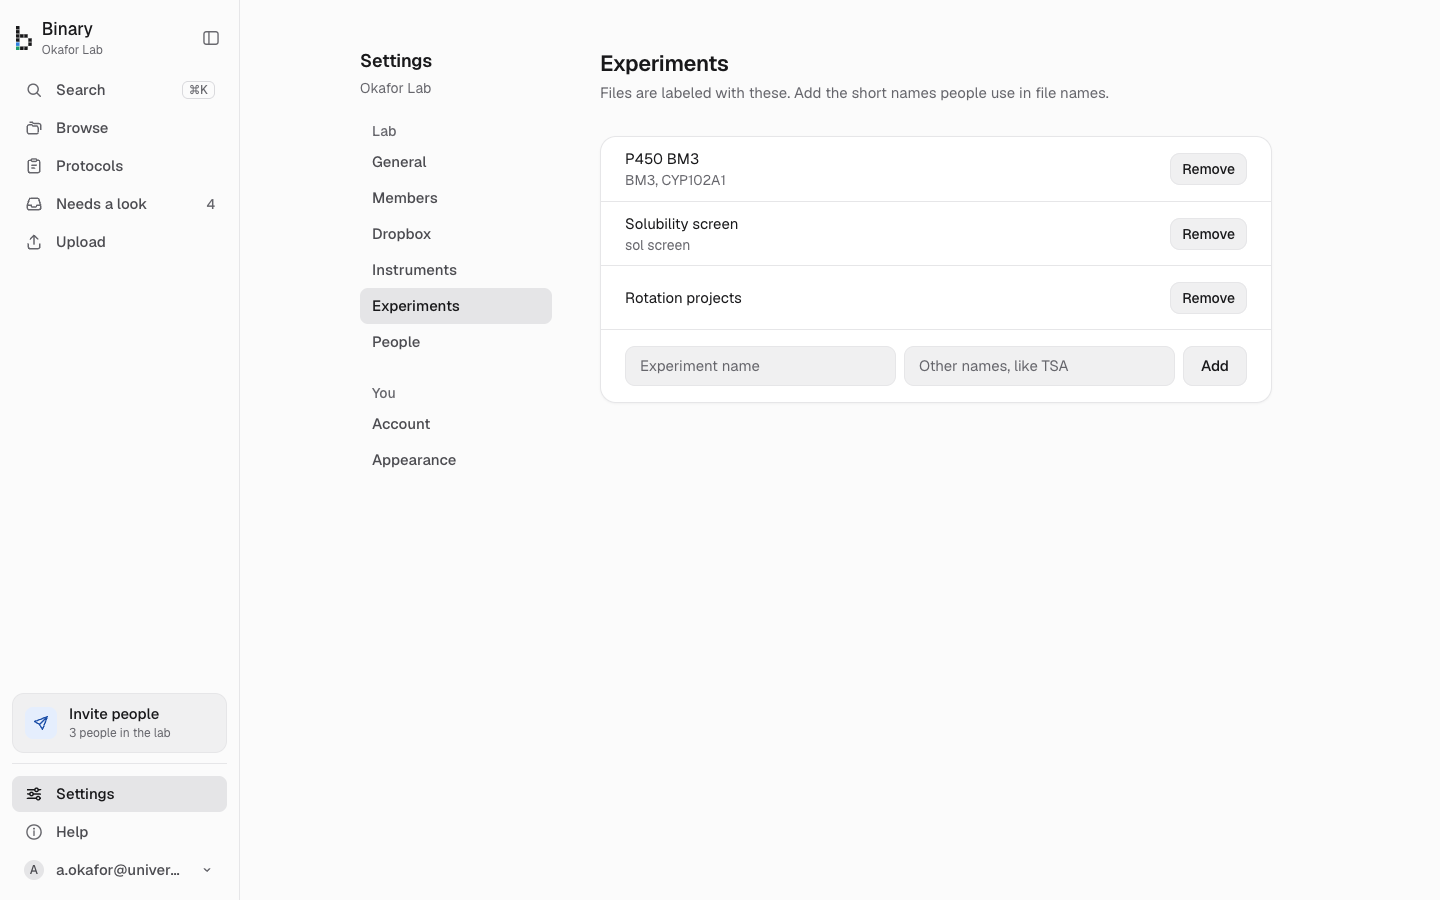 Binary
Okafor Lab
Search ⌘K
Browse
Protocols
Needs a look 4
Upload
Invite people
3 people in the lab
Settings
Help
A a.okafor@univer...
Settings
Okafor Lab
Lab
General
Members
Dropbox
Instruments
Experiments
People
You
Account
Appearance
Experiments
Files are labeled with these. Add the short names people use in file names.
P450 BM3
BM3, CYP102A1
Remove
Solubility screen
sol screen
Remove
Rotation projects
Remove
Experiment name
Other names, like TSA
Add